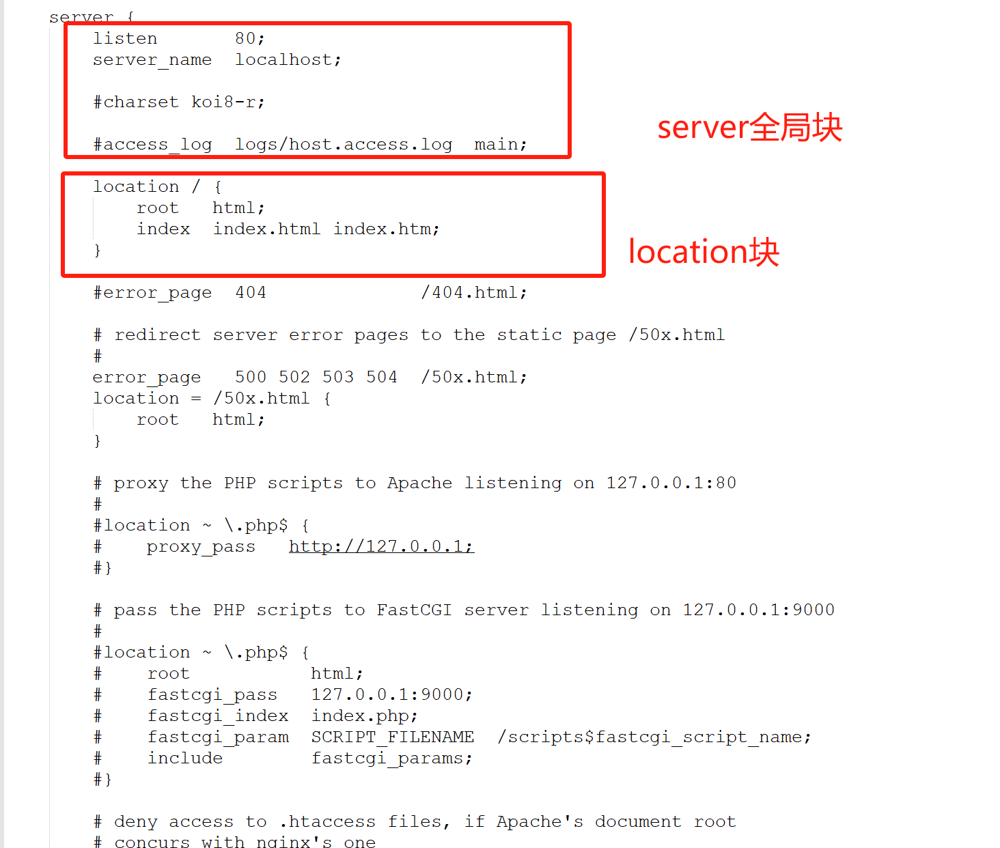 server {
listen 80;
server_name localhost;
#charset koi8-r;
server全局块
#access_log logs/host.access.log main;
location / {
root html;
index index.html index.htm;
}
location块
#error_page 404 /404.html;
# redirect server error pages to the static page /50x.html
#
error_page 500 502 503 504 /50x.html;
location = /50x.html {
root html;
}
# proxy the PHP scripts to Apache listening on 127.0.0.1:80
#
#location ~ \.php$ {
# proxy_pass http://127.0.0.1;
#}
# pass the PHP scripts to FastCGI server listening on 127.0.0.1:9000
#
#location ~ \.php$ {
# root html;
# fastcgi_pass 127.0.0.1:9000;
# fastcgi_index index.php;
# fastcgi_param SCRIPT_FILENAME /scripts$fastcgi_script_name;
# include fastcgi_params;
#}
# deny access to .htaccess files, if Apache's document root
# concurs with nginx's one